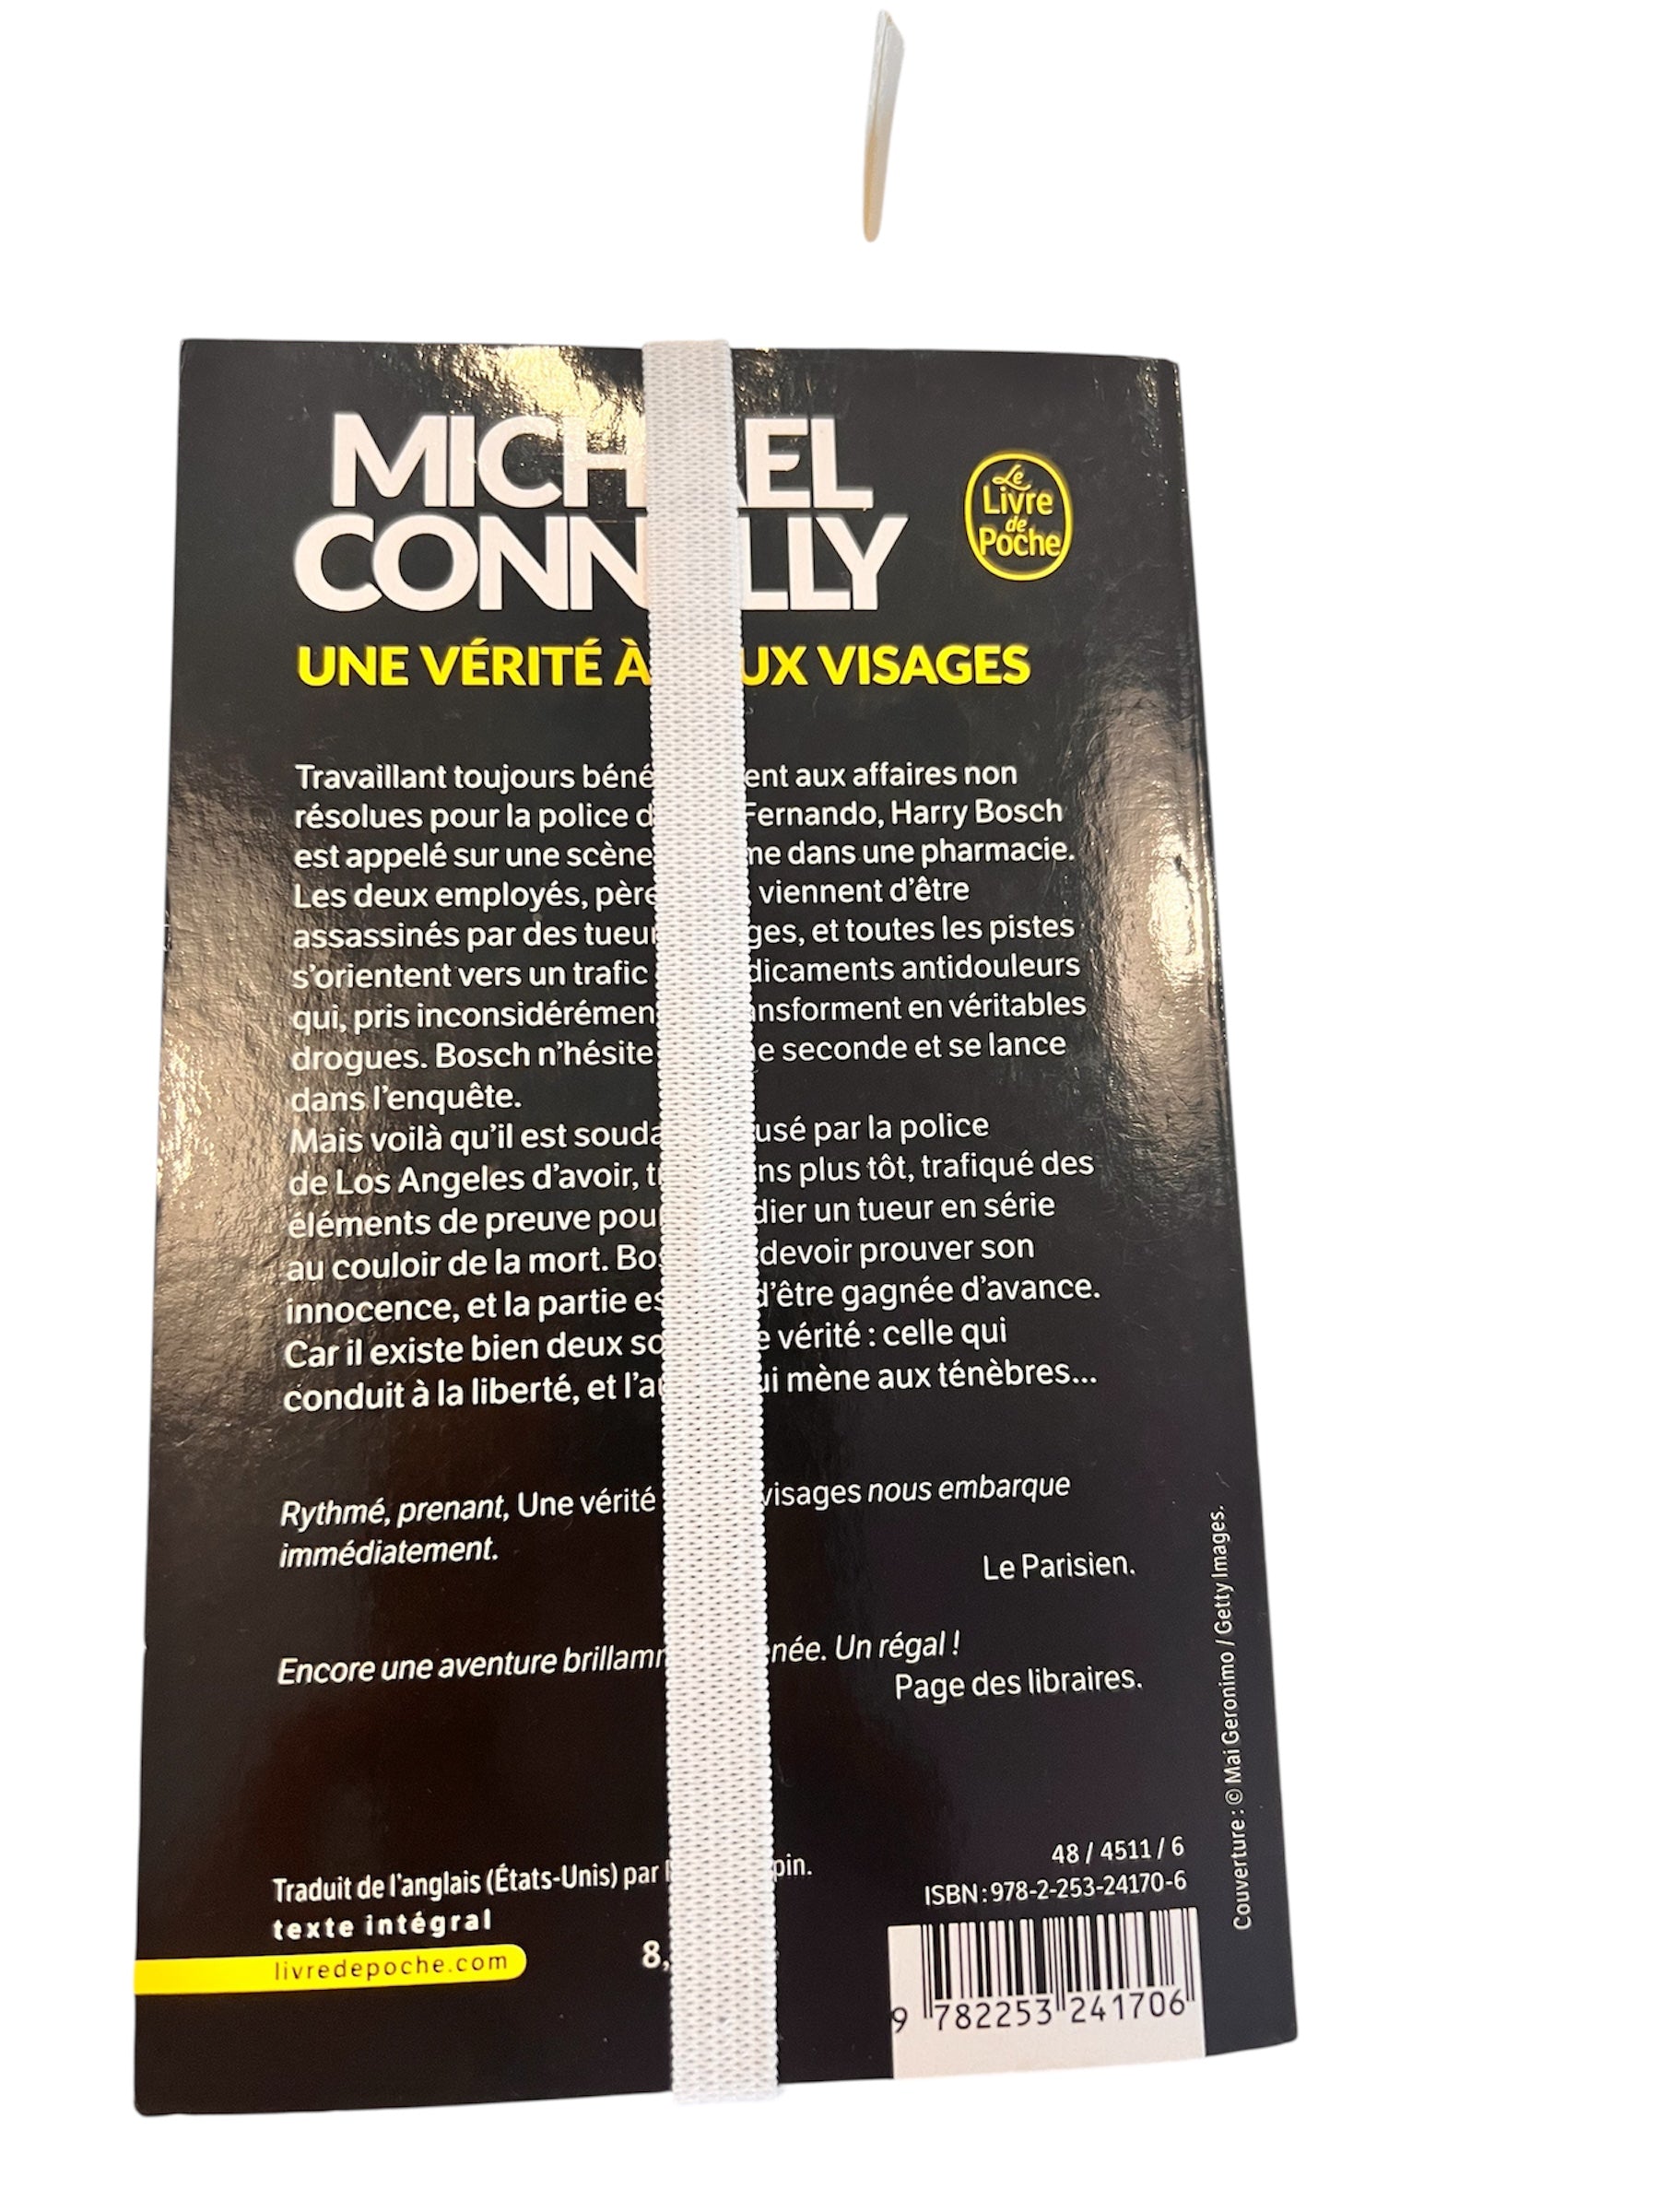 MICH EL
CONN LLY
Le
Livre
de
Poche
UNE VÉRITÉ À UX VISAGES
Travaillant toujours béné ent aux affaires non
résolues pour la police d Fernando, Harry Bosch
est appelé sur une scène me dans une pharmacie.
Les deux employés, père viennent d'être
assassinés par des tueur ges, et toutes les pistes
s'orientent vers un trafic dicaments antidouleurs
qui, pris inconsidérémen ansforment en véritables
drogues. Bosch n'hésite e seconde et se lance
dans l'enquête.
Mais voilà qu'il est souda usé par la police
de Los Angeles d'avoir, t ns plus tôt, trafiqué des
éléments de preuve pour dier un tueur en série
au couloir de la mort. Bos devoir prouver son
innocence, et la partie es d'être gagnée d'avance.
Car il existe bien deux so e vérité : celle qui
conduit à la liberté, et l'au ui mène aux ténèbres...
Rythmé, prenant, Une vérité visages nous embarque
immédiatement.
Le Parisien.
Encore une aventure brillamm née. Un régal !
Page des libraires.
Traduit de l'anglais (États-Unis) par pin.
texte intégral
livredepoche.com
8,
48 / 4511 / 6
ISBN : 978-2-253-24170-6
9 782253 241706
Couverture : © Mai Geronimo / Getty Images.